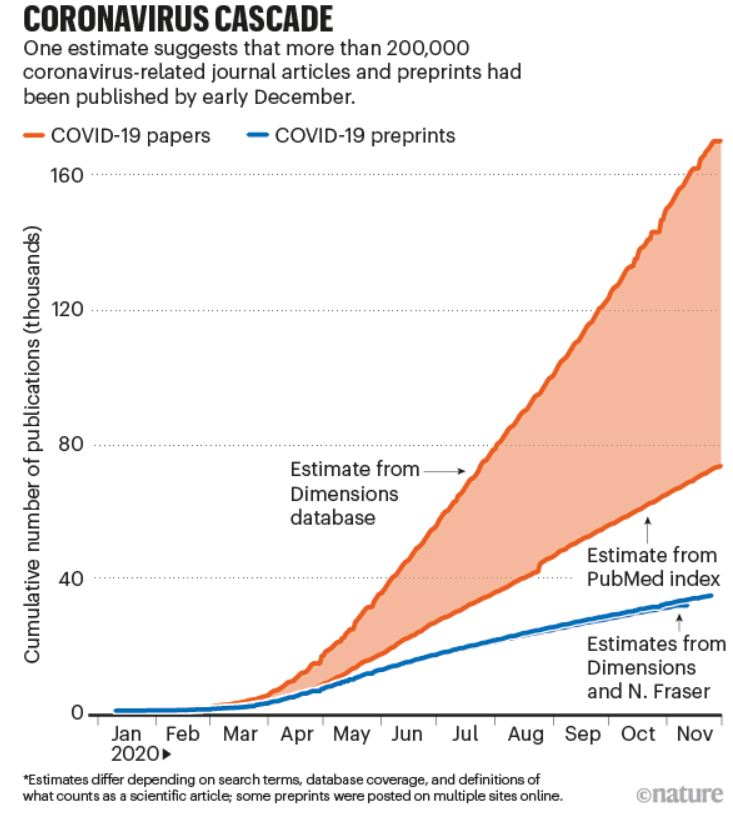 CORONAVIRUS CASCADE
One estimate suggests that more than 200,000
coronavirus-related journal articles and preprints had
been published by early December.
COVID-19 papers COVID-19 preprints
Cumulative number of publications (thousands)
160
120
80
40
0
Estimate from
Dimensions
database
Estimate from
PubMed index
Estimates from
Dimensions
and N. Fraser
Jan Feb Mar Apr May Jun Jul Aug Sep Oct Nov
2020
*Estimates differ depending on search terms, database coverage, and definitions of
what counts as a scientific article; some preprints were posted on multiple sites online.
©nature